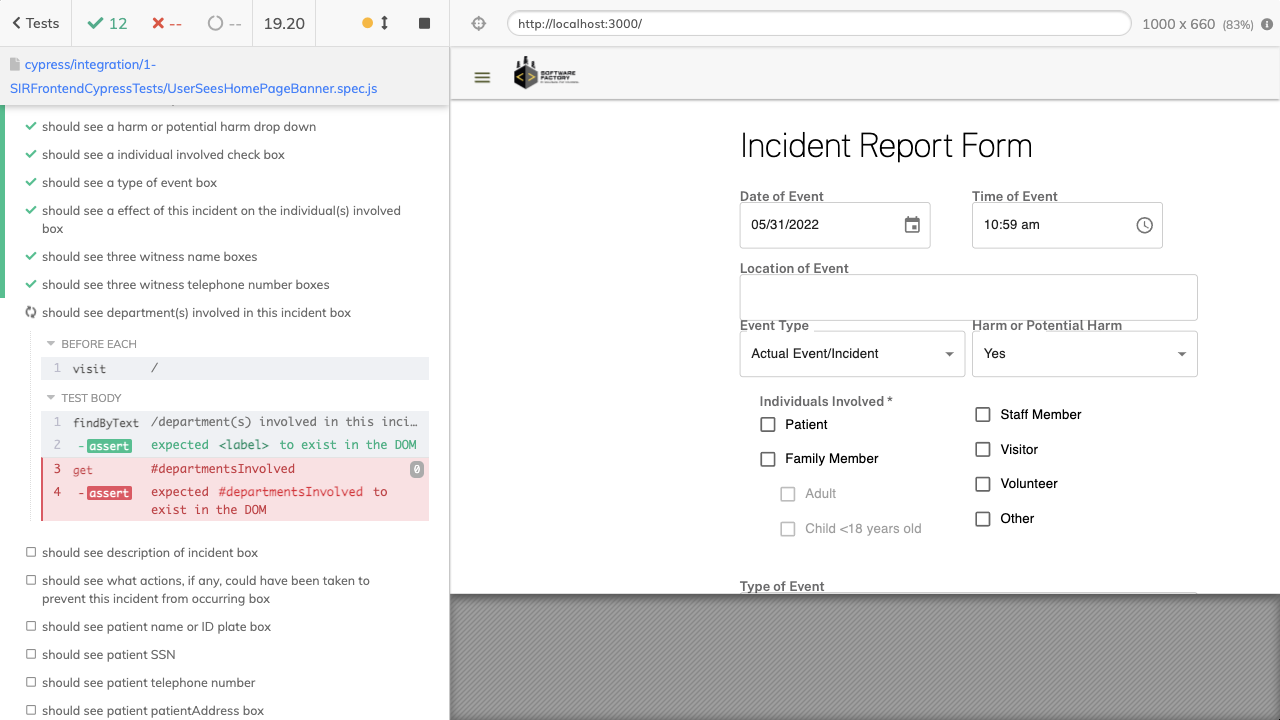 Tests
12
--
--
19.20
http://localhost:3000/
1000 x 660 (83%)
cypress/integration/1-
SIRFrontendCypressTests/UserSeesHomePageBanner.spec.js
should see a harm or potential harm drop down
should see a individual involved check box
should see a type of event box
should see a effect of this incident on the individual(s) involved
box
should see three witness name boxes
should see three witness telephone number boxes
should see department(s) involved in this incident box
BEFORE EACH
1 visit /
TEST BODY
1 findByText /department(s) involved in this inci…
2 -assert expected <label> to exist in the DOM
3 get #departmentsInvolved 0
4 -assert expected #departmentsInvolved to
exist in the DOM
should see description of incident box
should see what actions, if any, could have been taken to
prevent this incident from occurring box
should see patient name or ID plate box
should see patient SSN
should see patient telephone number
should see patient patientAddress box
SOFTWARE
FACTORY
Incident Report Form
Date of Event
Time of Event
05/31/2022
10:59 am
Location of Event
Event Type
Harm or Potential Harm
Actual Event/Incident
Yes
Individuals Involved *
Patient
Family Member
Adult
Child <18 years old
Staff Member
Visitor
Volunteer
Other
Type of Event